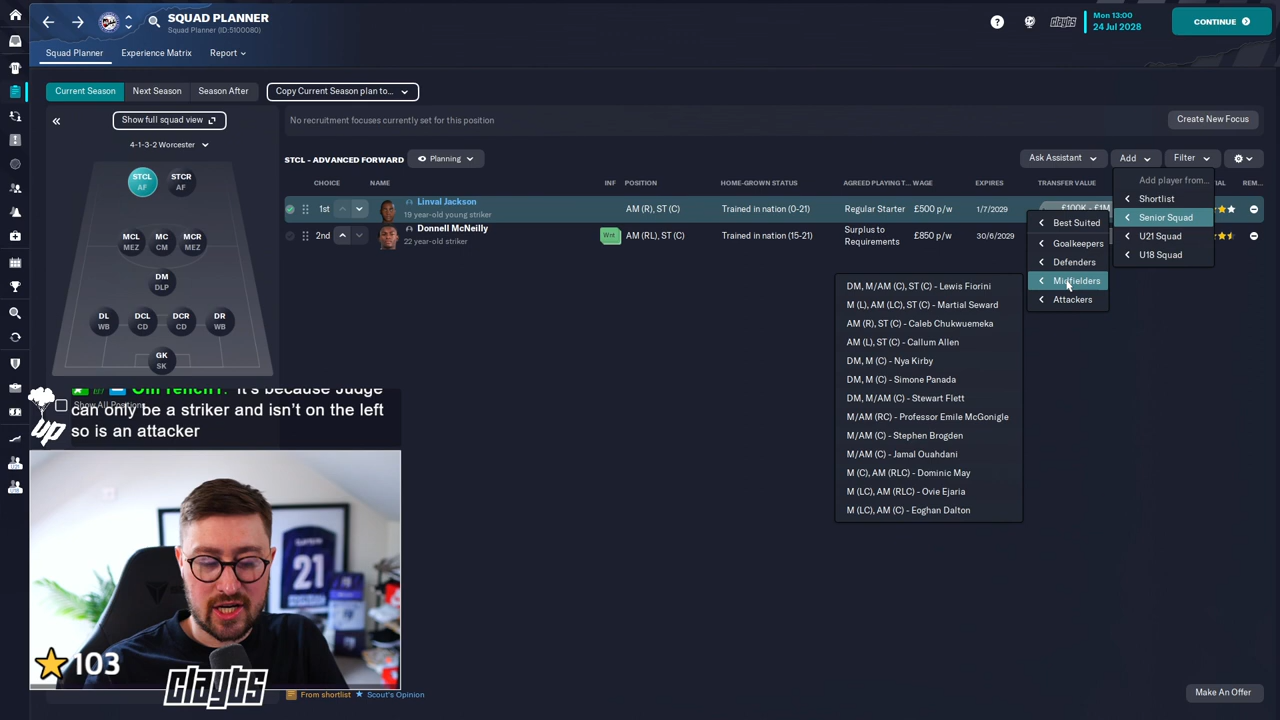 SQUAD PLANNER
Squad Planner (ID:5100080)
clayts
Mon 13:00
24 Jul 2028
CONTINUE
Squad Planner
Experience Matrix
Report
Current Season
Next Season
Season After
Copy Current Season plan to...
Show full squad view
4-1-3-2 Worcester
STCL
AF
STCR
AF
MCL
MEZ
MC
CM
MCR
MEZ
DM
DLP
DL
WB
DCL
CD
DCR
CD
DR
WB
GK
SK
No recruitment focuses currently set for this position
Create New Focus
STCL - ADVANCED FORWARD
Planning
Ask Assistant
Add
Filter
CHOICE
NAME
INF
POSITION
HOME-GROWN STATUS
AGREED PLAYING T...
WAGE
EXPIRES
TRANSFER VALUE
REM...
1st
Linval Jackson
19 year-old young striker
AM (R), ST (C)
Trained in nation (0-21)
Regular Starter
£500 p/w
1/7/2029
£100K - £1M
2nd
Donnell McNeilly
22 year-old striker
Wnt
AM (RL), ST (C)
Trained in nation (15-21)
Surplus to
Requirements
£850 p/w
30/6/2029
Add player from...
Shortlist
Senior Squad
U21 Squad
U18 Squad
Best Suited
Goalkeepers
Defenders
Midfielders
Attackers
DM, M/AM (C), ST (C) - Lewis Fiorini
M (L), AM (LC), ST (C) - Martial Seward
AM (R), ST (C) - Caleb Chukwuemeka
AM (L), ST (C) - Callum Allen
DM, M (C) - Nya Kirby
DM, M (C) - Simone Panada
DM, M/AM (C) - Stewart Flett
M/AM (RC) - Professor Emile McGonigle
M/AM (C) - Stephen Brogden
M/AM (C) - Jamal Ouahdani
M (C), AM (RLC) - Dominic May
M (LC), AM (RLC) - Ovie Ejaria
M (LC), AM (C) - Eoghan Dalton
it's because Judge
can only be a striker and isn't on the left
so is an attacker
up
21
103
clayts
From shortlist
Scout's Opinion
Make An Offer